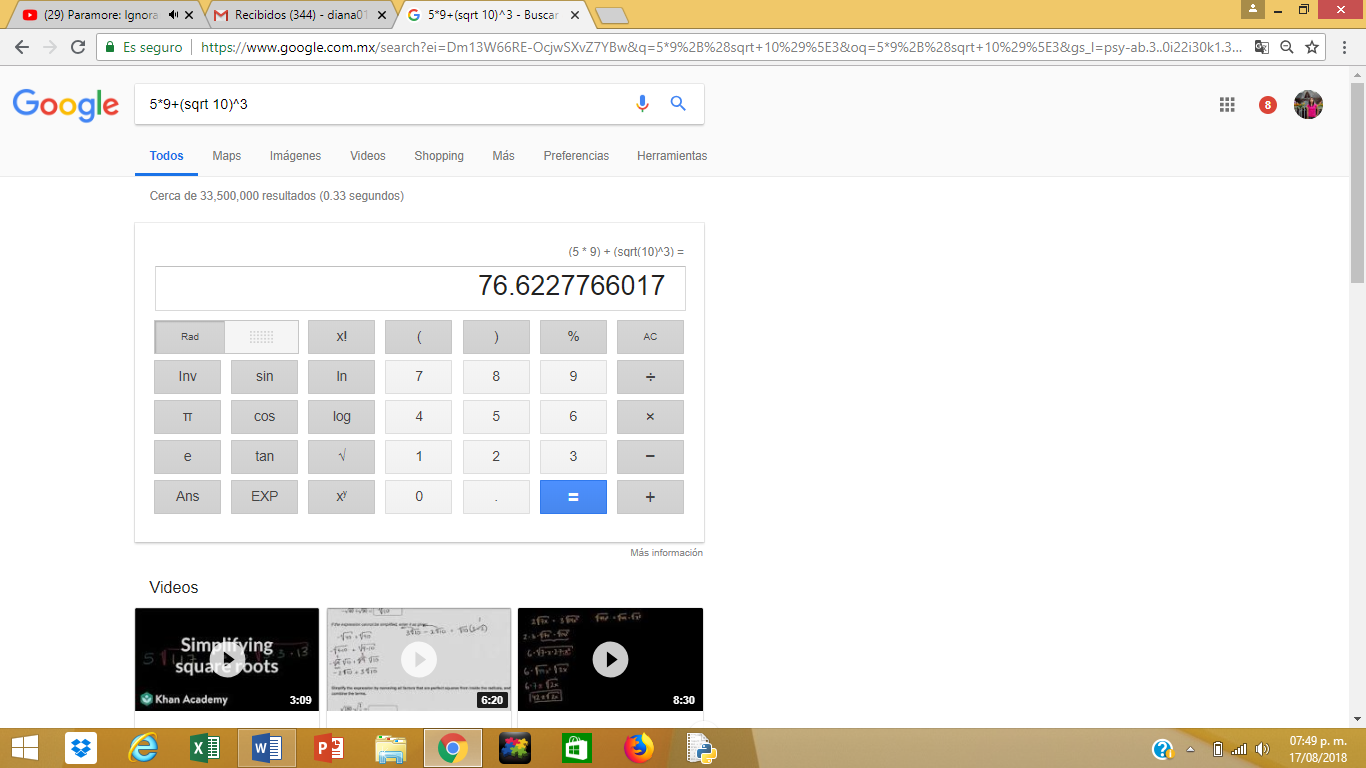 (29) Paramore: Ignora
Recibidos (344) - diana01
5*9+(sqrt 10)^3 - Buscar
Es seguro
https://www.google.com.mx/search?ei=Dm13W66RE-OcjwSXvZ7YBw&q=5*9%2B%28sqrt+10%29%5E3&oq=5*9%2B%28sqrt+10%29%5E3&gs_l=psy-ab.3..0i22i30k1.3...
Google
5*9+(sqrt 10)^3
8
Todos Maps Imágenes Videos Shopping Más Preferencias Herramientas
Cerca de 33,500,000 resultados (0.33 segundos)
(5 * 9) + (sqrt(10)^3) =
76.6227766017
Rad x! ( ) % AC
Inv sin ln 7 8 9 ÷
π cos log 4 5 6 ×
e tan √ 1 2 3 −
Ans EXP xʸ 0 . = +
Más información
Videos
Simplifying
square roots
Khan Academy
3:09
6:20
8:30
07:49 p. m.
17/08/2018